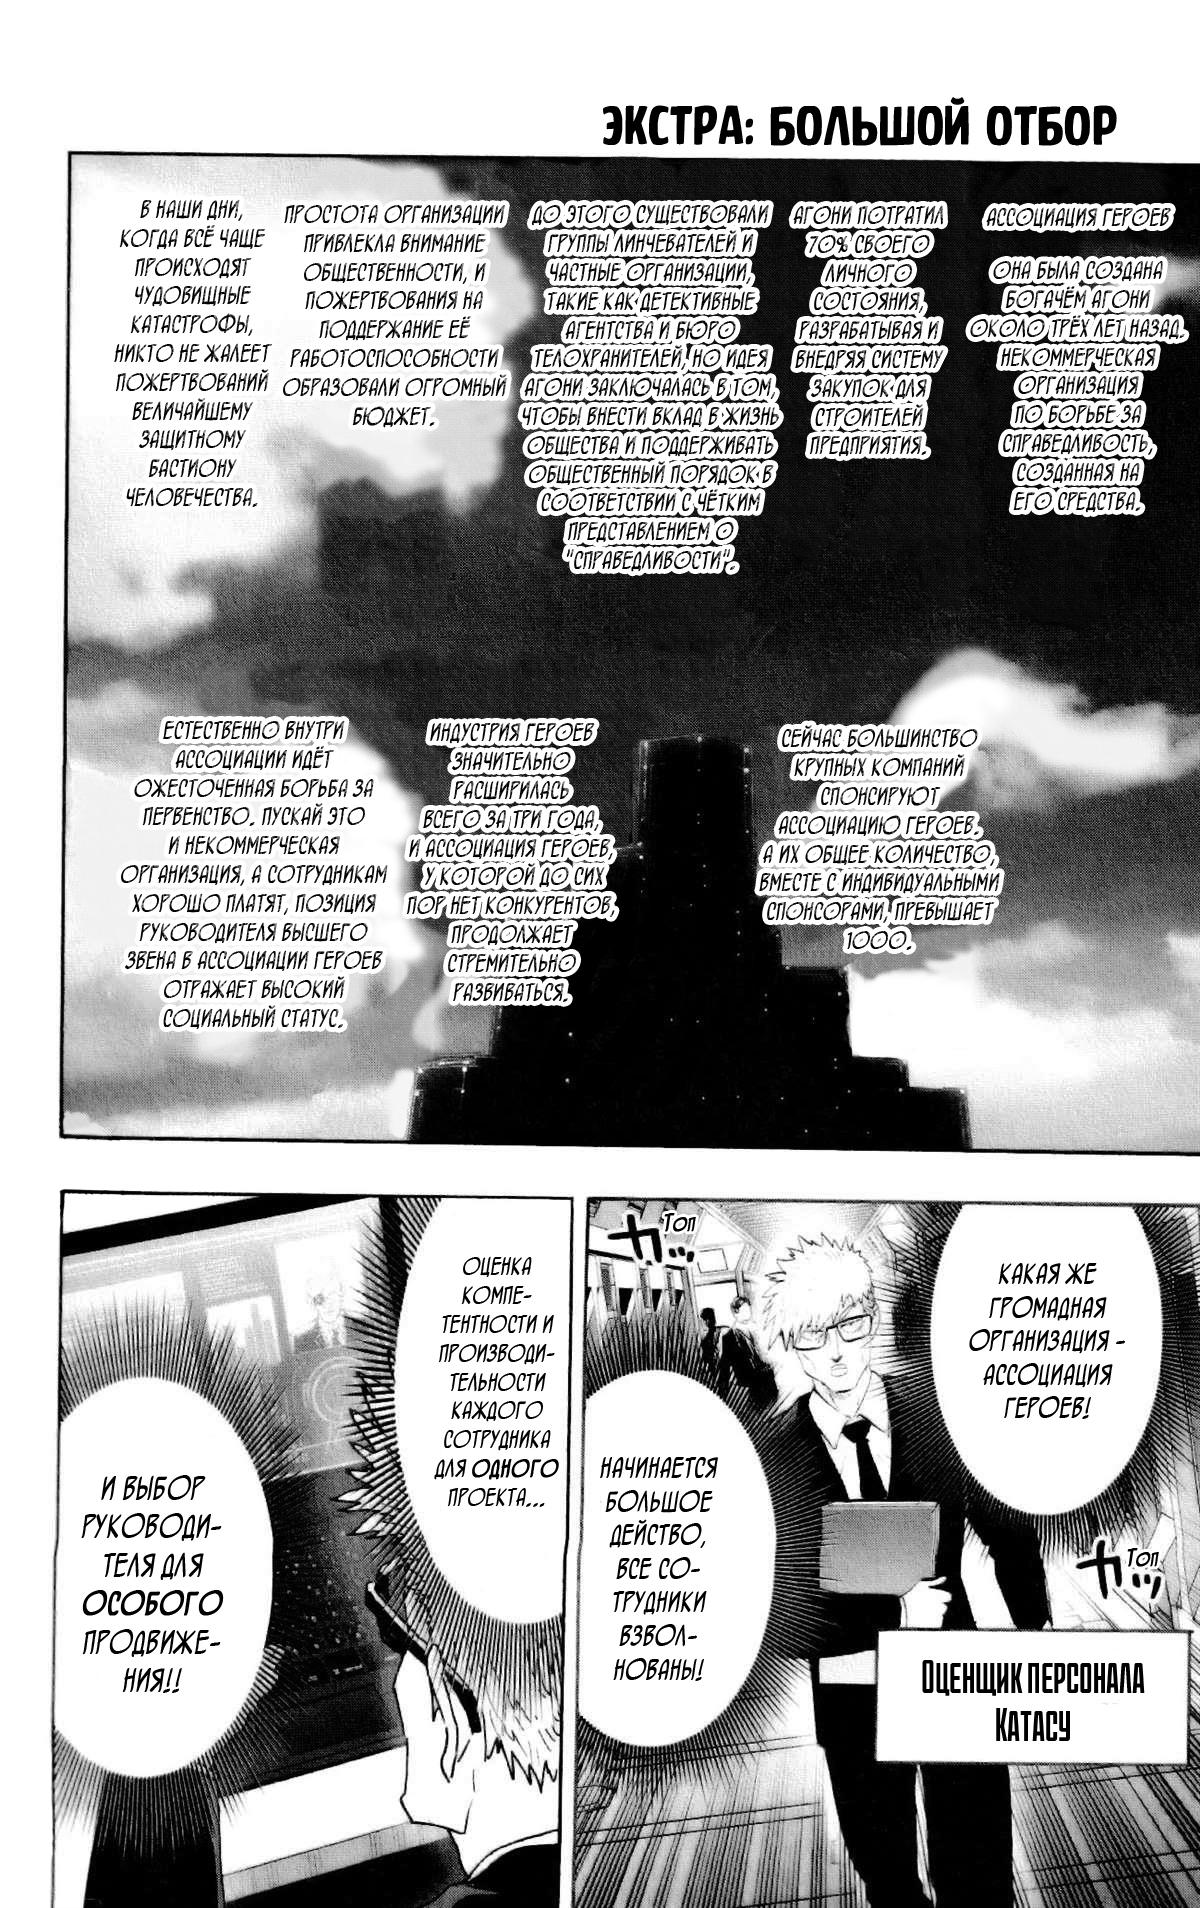 ЭКСТРА: БОЛЬШОЙ ОТБОР
АССОЦИАЦИЯ ГЕРОЕВ
ОНА БЫЛА СОЗДАНА
БОГАЧЁМ АГОНИ
ОКОЛО ТРЁХ ЛЕТ НАЗАД.
НЕКОММЕРЧЕСКАЯ
ОРГАНИЗАЦИЯ
ПО БОРЬБЕ ЗА
СПРАВЕДЛИВОСТЬ,
СОЗДАННАЯ НА
ЕГО СРЕДСТВА.
АГОНИ ПОТРАТИЛ
70% СВОЕГО
ЛИЧНОГО
СОСТОЯНИЯ,
РАЗРАБАТЫВАЯ И
ВНЕДРЯЯ СИСТЕМУ
ЗАКУПОК ДЛЯ
СТРОИТЕЛЕЙ
ПРЕДПРИЯТИЯ.
ДО ЭТОГО СУЩЕСТВОВАЛИ
ГРУППЫ ЛИНЧЕВАТЕЛЕЙ И
ЧАСТНЫЕ ОРГАНИЗАЦИИ,
ТАКИЕ КАК ДЕТЕКТИВНЫЕ
АГЕНТСТВА И БЮРО
ТЕЛОХРАНИТЕЛЕЙ, НО ИДЕЯ
АГОНИ ЗАКЛЮЧАЛАСЬ В ТОМ,
ЧТОБЫ ВНЕСТИ ВКЛАД В ЖИЗНЬ
ОБЩЕСТВА И ПОДДЕРЖИВАТЬ
ОБЩЕСТВЕННЫЙ ПОРЯДОК В
СООТВЕТСТВИИ С ЧЁТКИМ
ПРЕДСТАВЛЕНИЕМ О
"СПРАВЕДЛИВОСТИ".
ПРОСТОТА ОРГАНИЗАЦИИ
ПРИВЛЕКЛА ВНИМАНИЕ
ОБЩЕСТВЕННОСТИ, И
ПОЖЕРТВОВАНИЯ НА
ПОДДЕРЖАНИЕ ЕЁ
РАБОТОСПОСОБНОСТИ
ОБРАЗОВАЛИ ОГРОМНЫЙ
БЮДЖЕТ.
В НАШИ ДНИ,
КОГДА ВСЁ ЧАЩЕ
ПРОИСХОДЯТ
ЧУДОВИЩНЫЕ
КАТАСТРОФЫ,
НИКТО НЕ ЖАЛЕЕТ
ПОЖЕРТВОВАНИЙ
ВЕЛИЧАЙШЕМУ
ЗАЩИТНОМУ
БАСТИОНУ
ЧЕЛОВЕЧЕСТВА.
СЕЙЧАС БОЛЬШИНСТВО
КРУПНЫХ КОМПАНИЙ
СПОНСИРУЮТ
АССОЦИАЦИЮ ГЕРОЕВ.
А ИХ ОБЩЕЕ КОЛИЧЕСТВО,
ВМЕСТЕ С ИНДИВИДУАЛЬНЫМИ
СПОНСОРАМИ, ПРЕВЫШАЕТ
1000.
ИНДУСТРИЯ ГЕРОЕВ
ЗНАЧИТЕЛЬНО
РАСШИРИЛАСЬ
ВСЕГО ЗА ТРИ ГОДА,
И АССОЦИАЦИЯ ГЕРОЕВ,
У КОТОРОЙ ДО СИХ
ПОР НЕТ КОНКУРЕНТОВ,
ПРОДОЛЖАЕТ
СТРЕМИТЕЛЬНО
РАЗВИВАТЬСЯ.
ЕСТЕСТВЕННО ВНУТРИ
АССОЦИАЦИИ ИДЁТ
ОЖЕСТОЧЕННАЯ БОРЬБА ЗА
ПЕРВЕНСТВО. ПУСКАЙ ЭТО
И НЕКОММЕРЧЕСКАЯ
ОРГАНИЗАЦИЯ, А СОТРУДНИКАМ
ХОРОШО ПЛАТЯТ, ПОЗИЦИЯ
РУКОВОДИТЕЛЯ ВЫСШЕГО
ЗВЕНА В АССОЦИАЦИИ ГЕРОЕВ
ОТРАЖАЕТ ВЫСОКИЙ
СОЦИАЛЬНЫЙ СТАТУС.
カッ
Топ
КАКАЯ ЖЕ
ГРОМАДНАЯ
ОРГАНИЗАЦИЯ -
АССОЦИАЦИЯ
ГЕРОЕВ!
НАЧИНАЕТСЯ
БОЛЬШОЕ
ДЕЙСТВО,
ВСЕ СО-
ТРУДНИКИ
ВЗВОЛ-
НОВАНЫ!
カッ
Топ
Оценщик персонала
Катасу
ОЦЕНКА
КОМПЕ-
ТЕНТНОСТИ И
ПРОИЗВОДИ-
ТЕЛЬНОСТИ
КАЖДОГО
СОТРУДНИКА
ДЛЯ ОДНОГО
ПРОЕКТА...
И ВЫБОР
РУКОВОДИ-
ТЕЛЯ ДЛЯ
ОСОБОГО
ПРОДВИЖЕ-
НИЯ!!